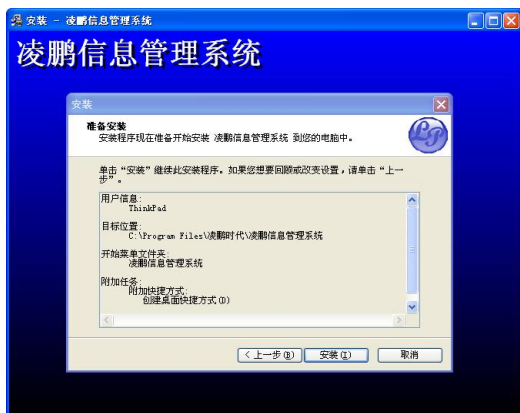 安装 - 凌鹏信息管理系统
凌鹏信息管理系统
安装
准备安装
安装程序现在准备开始安装 凌鹏信息管理系统 到您的电脑中。
LP
单击“安装”继续此安装程序。如果您想要回顾或改变设置，请单击“上一
步”。
用户信息:
ThinkPad
目标位置:
C:\Program Files\凌鹏时代\凌鹏信息管理系统
开始菜单文件夹:
凌鹏信息管理系统
附加任务:
附加快捷方式:
创建桌面快捷方式(D)
< 上一步(B)
安装(I)
取消